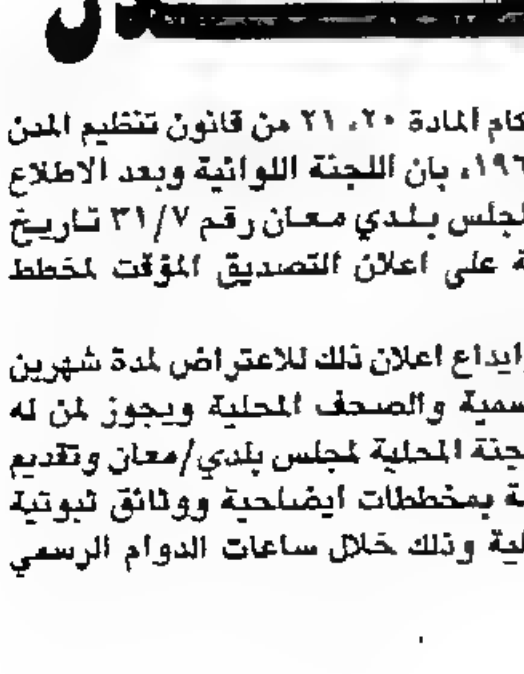 كام المادة ٢٠، ٢١ من قانون تنظيم المدن
١٩٦، بان اللجنة اللوائية وبعد الاطلاع
لجلس بلدي معان رقم ٣١/٧ تاريخ
ة على اعلان التصديق المؤقت لمخطط
ايداع اعلان ذلك للاعتراض لمدة شهرين
سمية والصحف المحلية ويجوز لمن له
جنة المحلية لمجلس بلدي/معان وتقديم
ة بمخططات ايضاحية ووثائق ثبوتية
لية وذلك خلال ساعات الدوام الرسمي